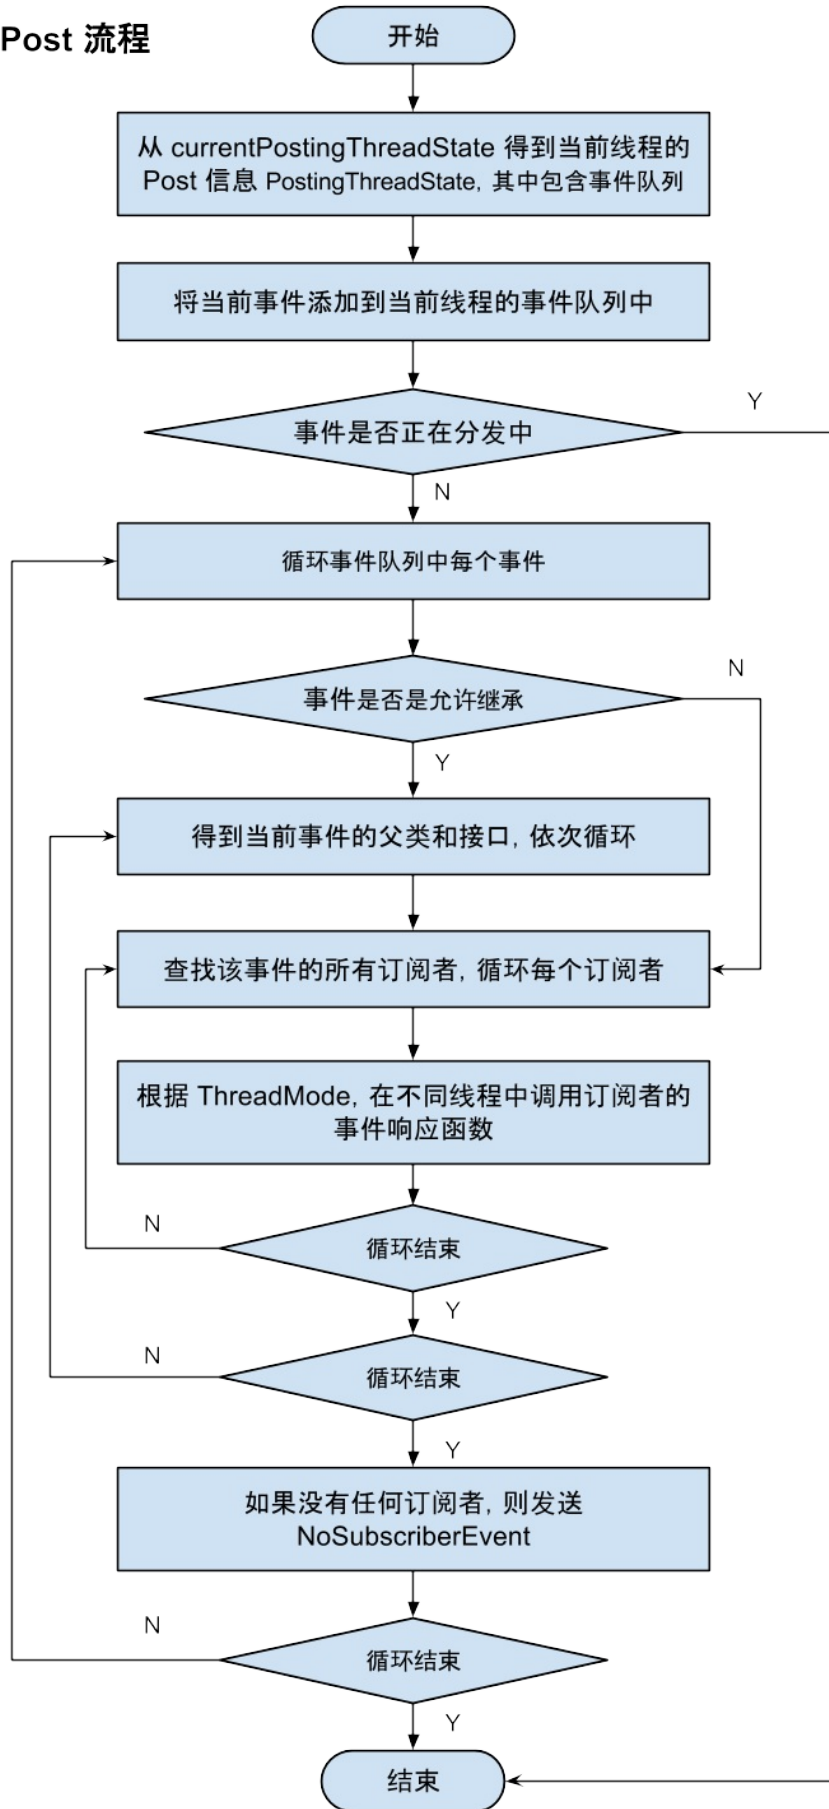 Post 流程
开始
从 currentPostingThreadState 得到当前线程的
Post 信息 PostingThreadState, 其中包含事件队列
将当前事件添加到当前线程的事件队列中
事件是否正在分发中
Y
N
循环事件队列中每个事件
事件是否是允许继承
N
Y
得到当前事件的父类和接口, 依次循环
查找该事件的所有订阅者, 循环每个订阅者
根据 ThreadMode, 在不同线程中调用订阅者的
事件响应函数
循环结束
N
Y
循环结束
N
Y
如果没有任何订阅者, 则发送
NoSubscriberEvent
循环结束
N
Y
结束